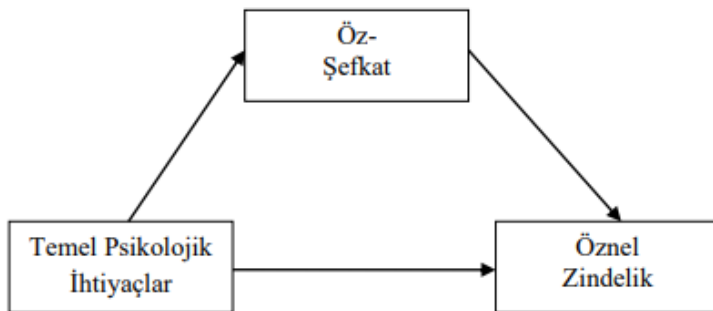 Öz-
Şefkat
Temel Psikolojik
İhtiyaçlar
Öznel
Zindelik